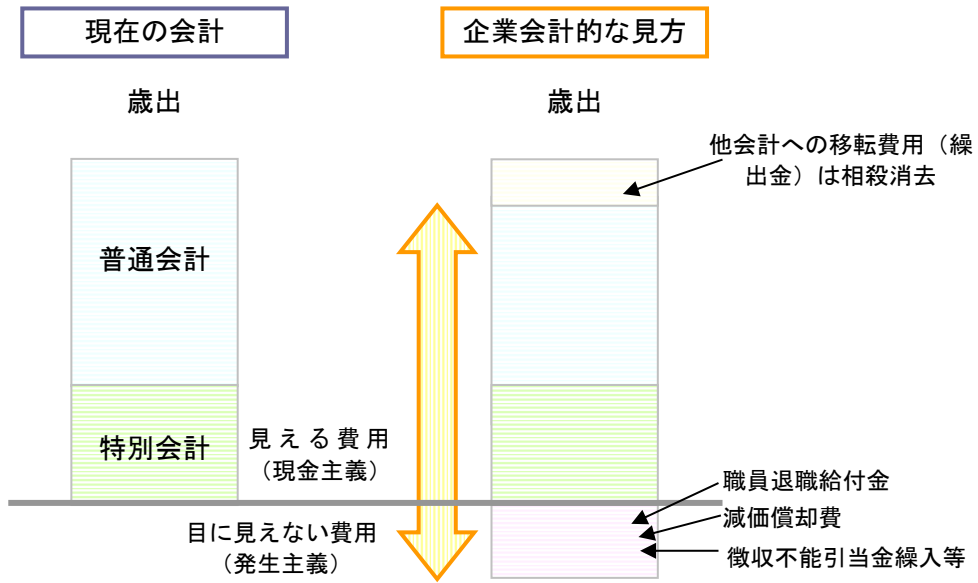 現在の会計
企業会計的な見方
歳出
歳出
他会計への移転費用（繰
出金）は相殺消去
普通会計
特別会計
見える費用
（現金主義）
目に見えない費用
（発生主義）
職員退職給付金
減価償却費
徴収不能引当金繰入等